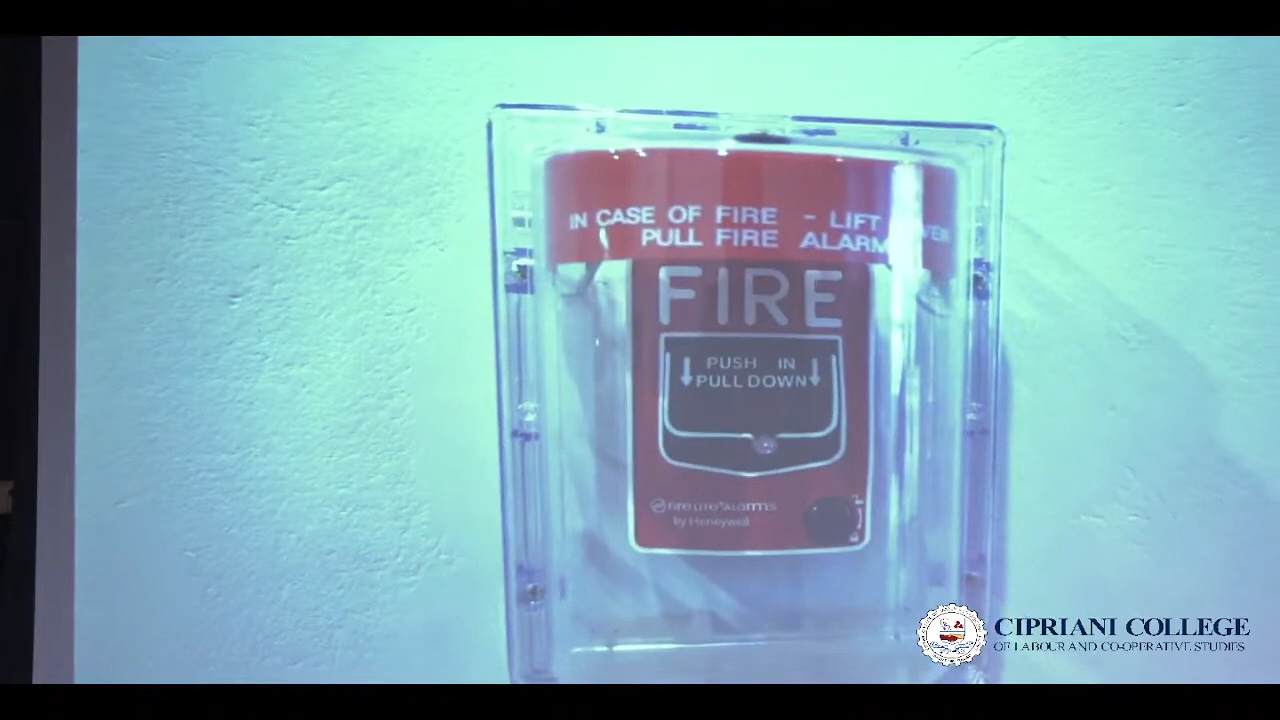 IN CASE OF FIRE - LIFT
PULL FIRE ALARM
FIRE
PUSH IN
PULL DOWN
FIRE LITE ALARMS
by Honeywell
CIPRIANI COLLEGE
OF LABOUR AND CO-OPERATIVE STUDIES